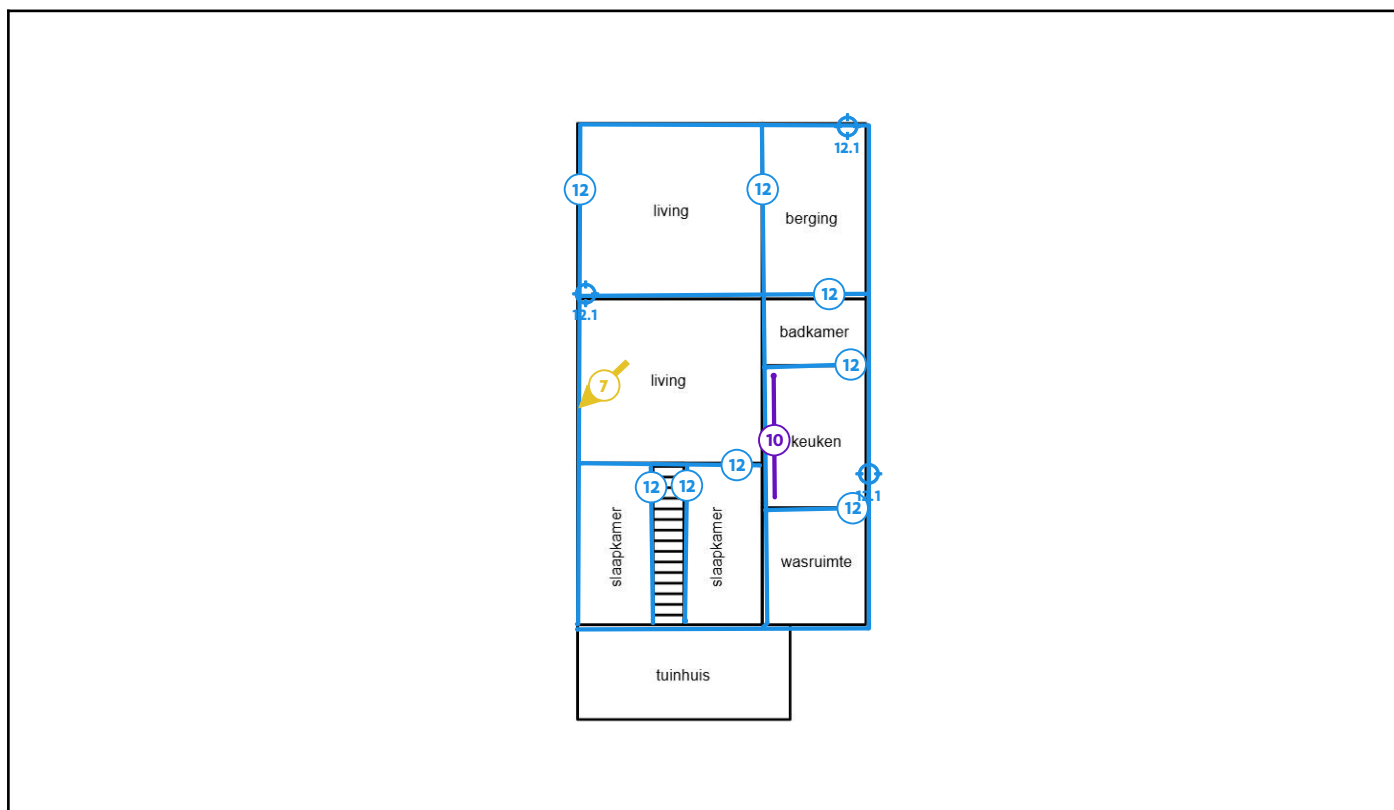 12.1
12
12
living
berging
12
12.1
badkamer
12
living
7
10
keuken
12
12
12
12.1
12
slaapkamer
slaapkamer
wasruimte
tuinhuis